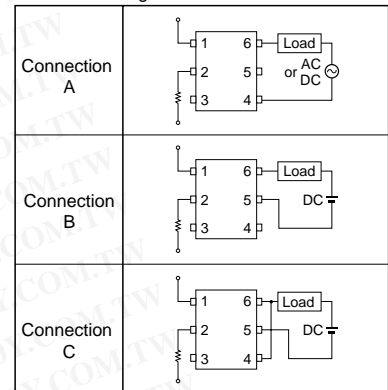 Connection
A
1 6 Load
2 5 or AC
DC
3 4
Connection
B
1 6 Load
2 5 DC
3 4
Connection
C
1 6 Load
2 5 DC
3 4